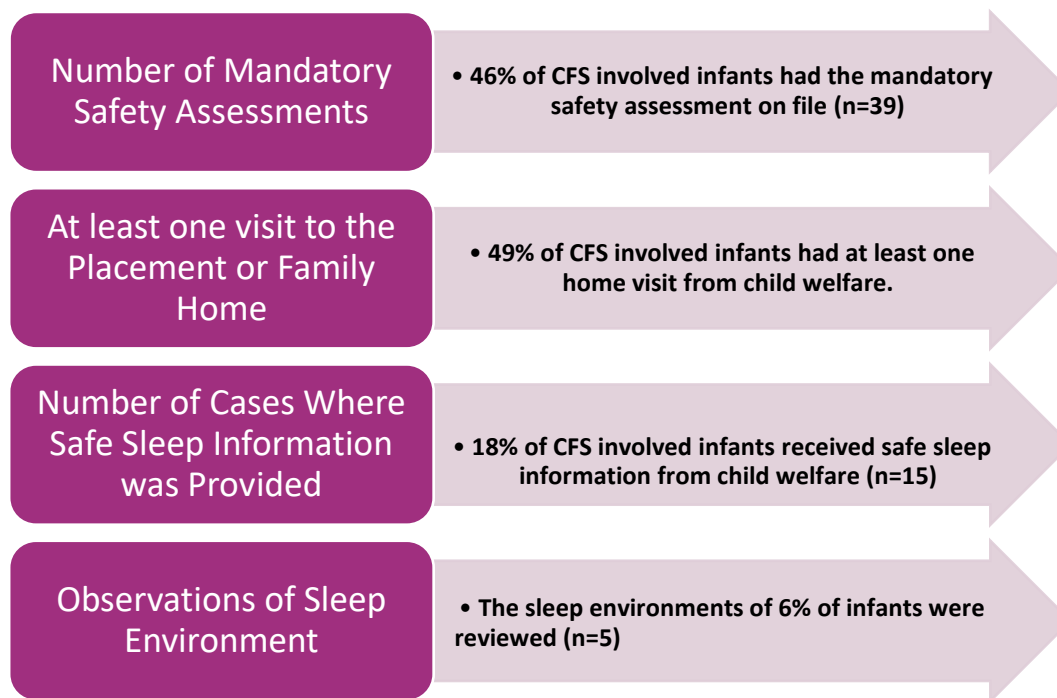 Number of Mandatory
Safety Assessments
• 46% of CFS involved infants had the mandatory
safety assessment on file (n=39)
At least one visit to the
Placement or Family
Home
• 49% of CFS involved infants had at least one
home visit from child welfare.
Number of Cases Where
Safe Sleep Information
was Provided
• 18% of CFS involved infants received safe sleep
information from child welfare (n=15)
Observations of Sleep
Environment
• The sleep environments of 6% of infants were
reviewed (n=5)